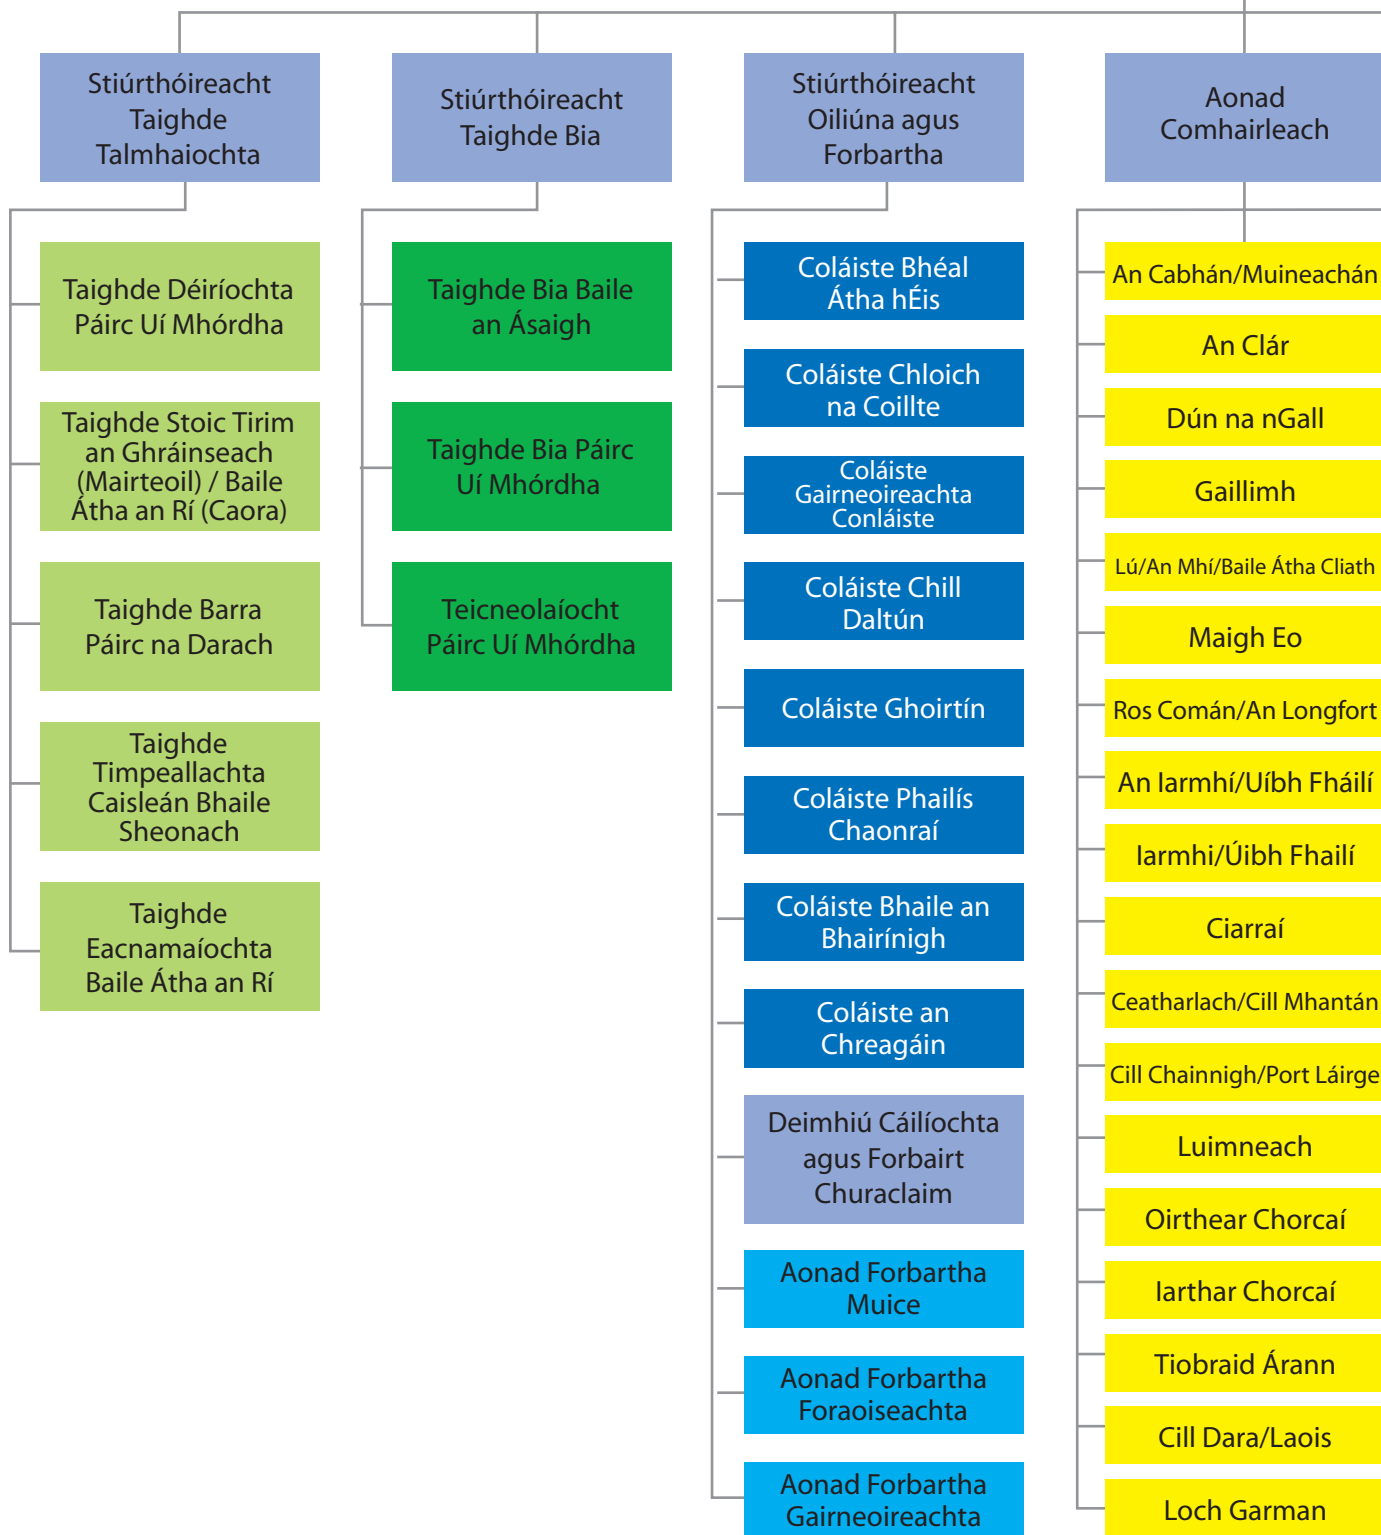 Stiúrthóireacht
Taighde
Talmhaiochta
Taighde Déiríochta
Páirc Uí Mhórdha
Taighde Stoic Tirim
an Ghráinseach
(Mairteoil) / Baile
Átha an Rí (Caora)
Taighde Barra
Páirc na Darach
Taighde
Timpeallachta
Caisleán Bhaile
Sheonach
Taighde
Eacnamaíochta
Baile Átha an Rí
Stiúrthóireacht
Taighde Bia
Taighde Bia Baile
an Ásaigh
Taighde Bia Páirc
Uí Mhórdha
Teicneolaíocht
Páirc Uí Mhórdha
Stiúrthóireacht
Oiliúna agus
Forbartha
Coláiste Bhéal
Átha hÉis
Coláiste Chloich
na Coillte
Coláiste
Gairneoireachta
Conláiste
Coláiste Chill
Daltún
Coláiste Ghoirtín
Coláiste Phailís
Chaonraí
Coláiste Bhaile an
Bhairínigh
Coláiste an
Chreagáin
Deimhiú Cáilíochta
agus Forbairt
Churaclaim
Aonad Forbartha
Muice
Aonad Forbartha
Foraoiseachta
Aonad Forbartha
Gairneoireachta
Aonad
Comhairleach
An Cabhán/Muineachán
An Clár
Dún na nGall
Gaillimh
Lú/An Mhí/Baile Átha Cliath
Maigh Eo
Ros Comán/An Longfort
An Iarmhí/Uíbh Fháilí
Iarmhi/Úibh Fhailí
Ciarraí
Ceatharlach/Cill Mhantán
Cill Chainnigh/Port Láirge
Luimneach
Oirthear Chorcaí
Iarthar Chorcaí
Tiobraid Árann
Cill Dara/Laois
Loch Garman